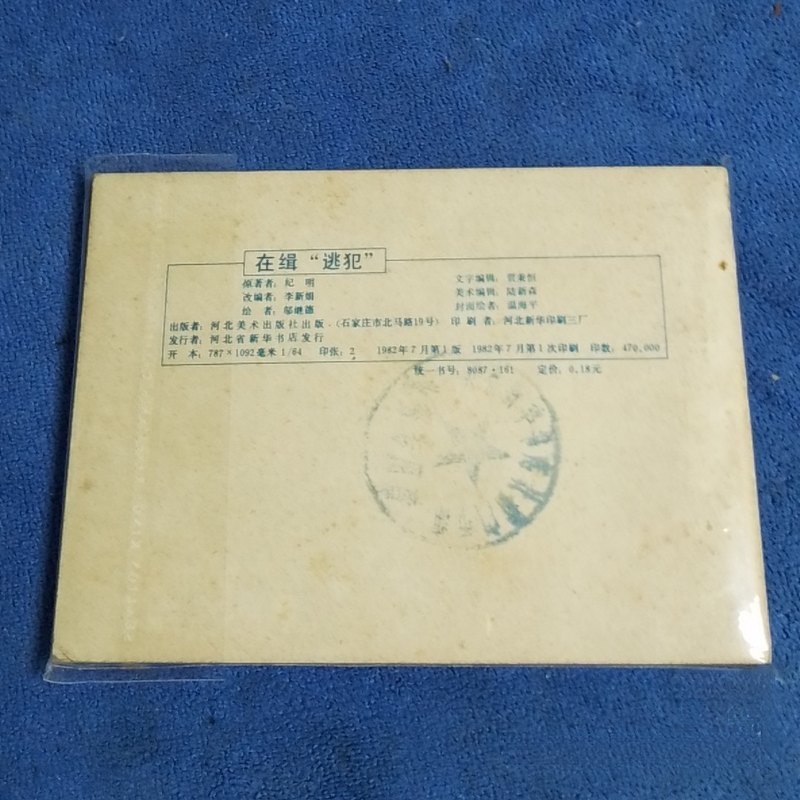 在缉“逃犯”
原著者：纪 明
文字编辑：贾秉恒
改编者：李新娟
美术编辑：陆新森
绘 者：邬继德
封面绘者：温海平
出版者：河北美术出版社出版．（石家庄市北马路19号） 印 刷 者：河北新华印刷三厂
发行者：河北省新华书店发行
开 本：787×1092毫米 1/64 印张：2 1982年7月第1版 1982年7月第1次印刷 印数：470,000
统一书号：8087·161 定价：0.18元